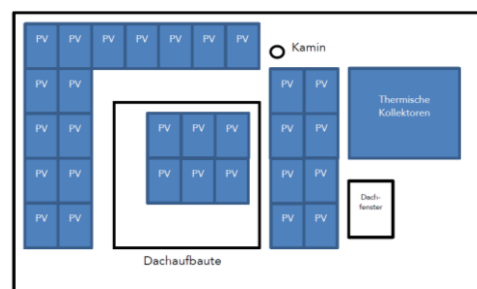 PV PV PV PV PV PV PV
Kamin
PV PV PV PV
Thermische
Kollektoren
PV PV PV PV PV PV PV
PV PV PV PV PV PV PV
Dach-
fenster
PV PV PV PV
Dachaufbaute